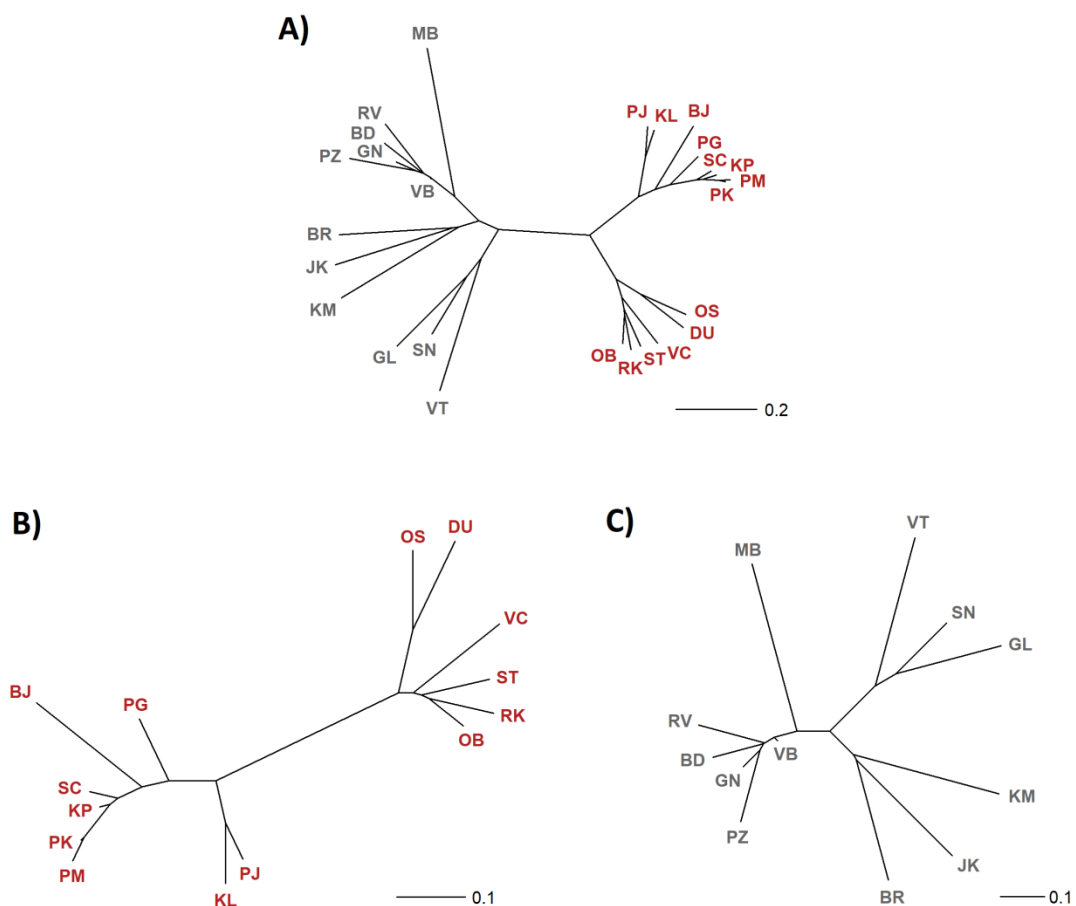 A)
MB
RV
BD
GN
PZ
VB
BR
JK
KM
GL
SN
VT
PJ
KL
BJ
PG
SC
KP
PM
PK
OS
DU
VC
ST
RK
OB
0.2
B)
OS
DU
VC
ST
RK
OB
BJ
PG
SC
KP
PK
PM
PJ
KL
0.1
C)
VT
MB
SN
GL
RV
BD
VB
GN
PZ
KM
JK
BR
0.1